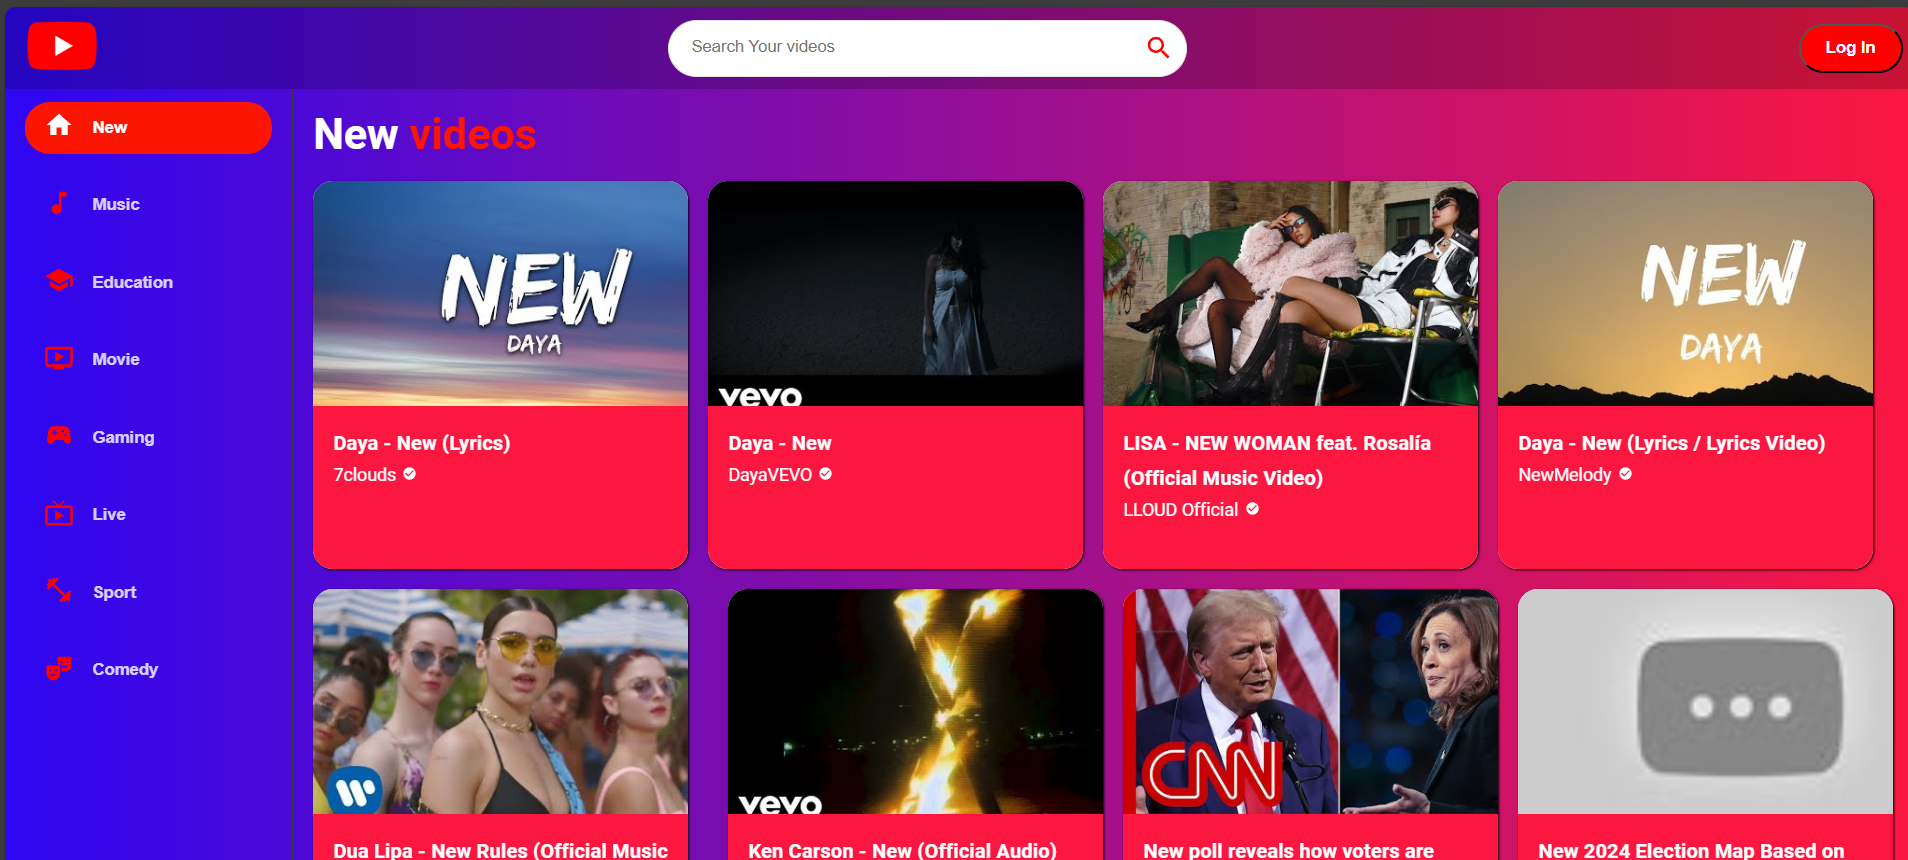 Search Your videos
Log In
New
Music
Education
Movie
Gaming
Live
Sport
Comedy
New videos
NEW
DAYA
vevo
NEW
DAYA
Daya - New (Lyrics)
7clouds
Daya - New
DayaVEVO
LISA - NEW WOMAN feat. Rosalía
(Official Music Video)
LLOUD Official
Daya - New (Lyrics / Lyrics Video)
NewMelody
vevo
CNN
Dua Lipa - New Rules (Official Music
Ken Carson - New (Official Audio)
New poll reveals how voters are
New 2024 Election Map Based on